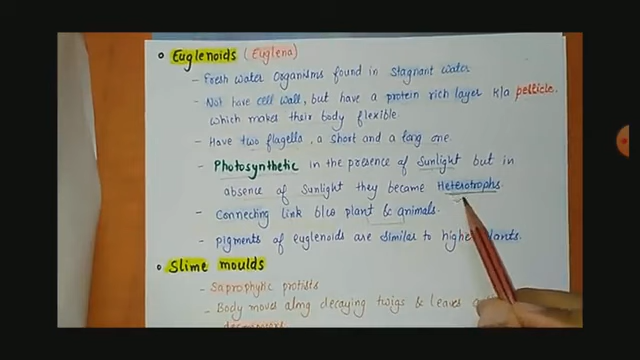 Euglenoids (Euglena)
- Fresh water Organisms found in Stagnant water
- Not have cell wall, but have a protein rich layer k/a pellicle.
which makes their body flexible
- Have two flagella, a short and a long one.
- Photosynthetic in the presence of Sunlight but in
absence of Sunlight they became Heterotrophs
- Connecting link b/w plant & animals.
- Pigments of euglenoids are similar to higher plants.
Slime moulds
- Saprophytic protists
- Body moves along decaying twigs & leaves